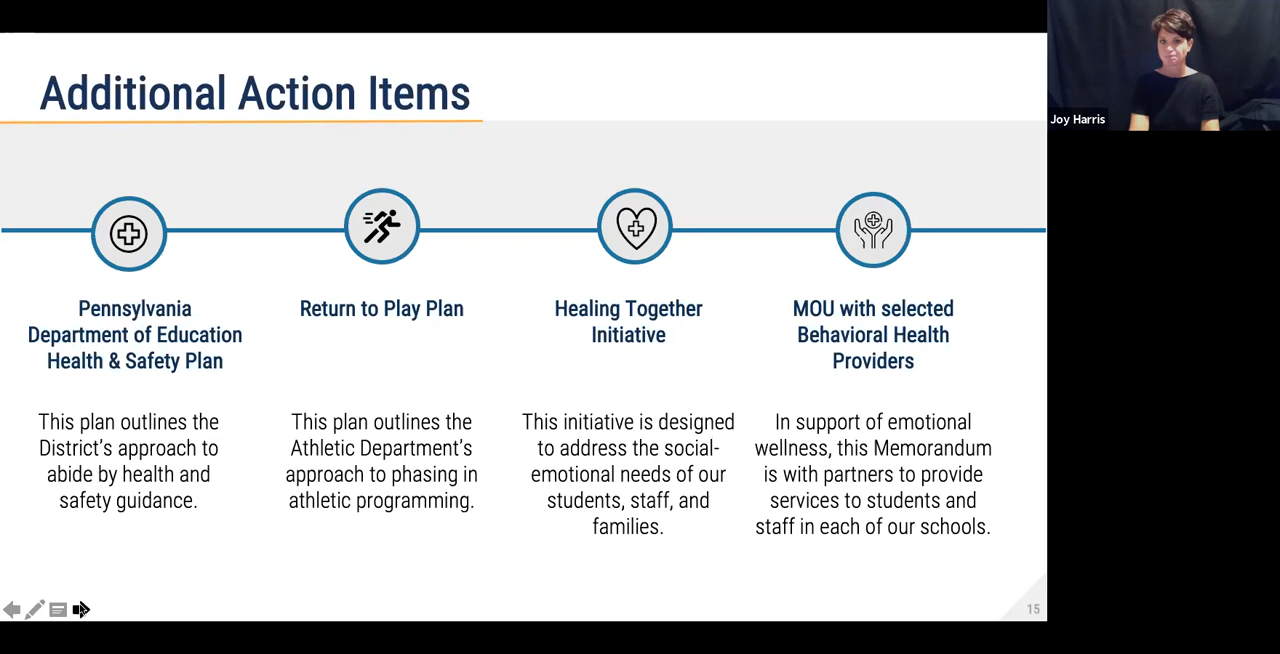 Additional Action Items
Joy Harris
Pennsylvania
Department of Education
Health & Safety Plan
This plan outlines the
District's approach to
abide by health and
safety guidance.
Return to Play Plan
This plan outlines the
Athletic Department's
approach to phasing in
athletic programming.
Healing Together
Initiative
This initiative is designed
to address the social-
emotional needs of our
students, staff, and
families.
MOU with selected
Behavioral Health
Providers
In support of emotional
wellness, this Memorandum
is with partners to provide
services to students and
staff in each of our schools.
15